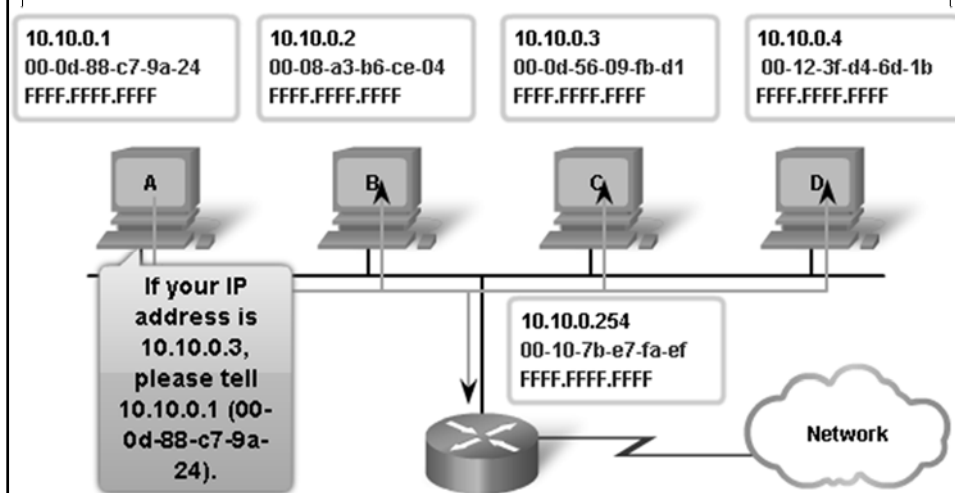 10.10.0.1
00-0d-88-c7-9a-24
FFFF.FFFF.FFFF
10.10.0.2
00-08-a3-b6-ce-04
FFFF.FFFF.FFFF
10.10.0.3
00-0d-56-09-fb-d1
FFFF.FFFF.FFFF
10.10.0.4
00-12-3f-d4-6d-1b
FFFF.FFFF.FFFF
A
B
C
D
If your IP
address is
10.10.0.3,
please tell
10.10.0.1 (00-
0d-88-c7-9a-
24).
10.10.0.254
00-10-7b-e7-fa-ef
FFFF.FFFF.FFFF
Network